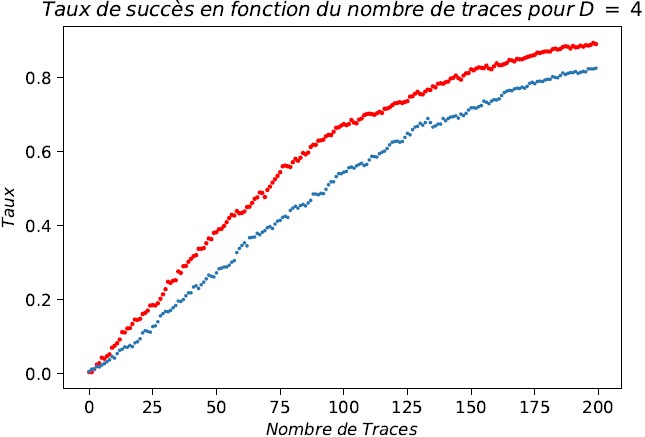 Taux de succès en fonction du nombre de traces pour D = 4
Taux
0.8
0.6
0.4
0.2
0.0
0 25 50 75 100 125 150 175 200
Nombre de Traces